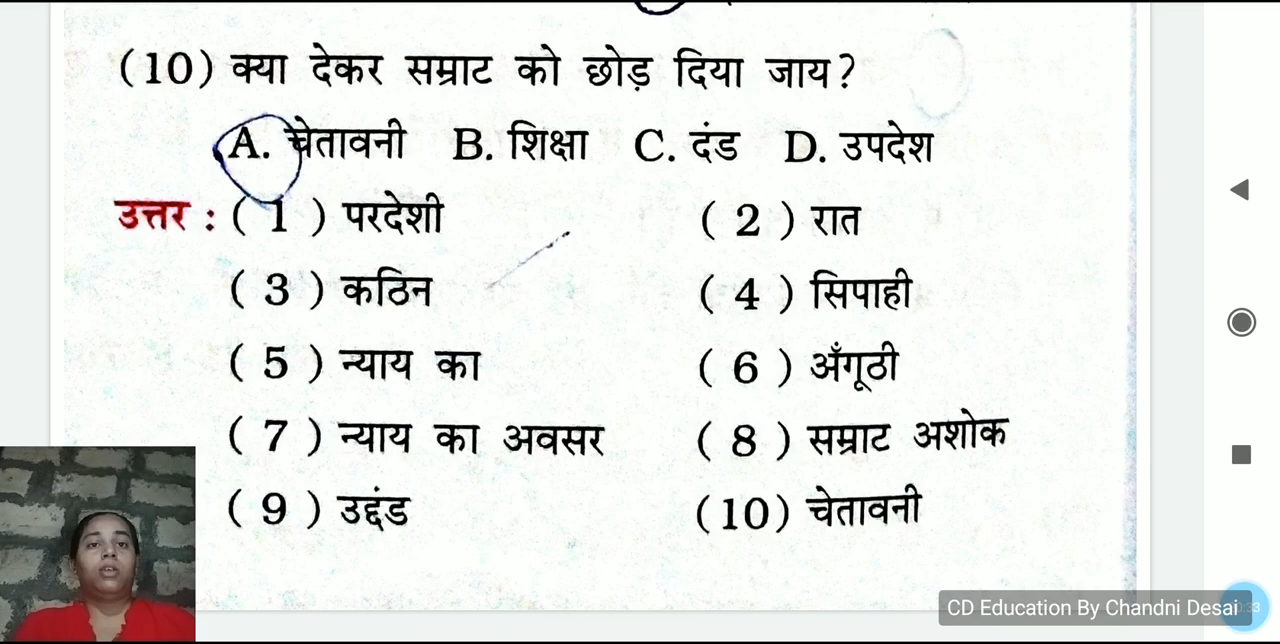 (10) क्या देकर सम्राट को छोड़ दिया जाय?
A. चेतावनी B. शिक्षा C. दंड D. उपदेश
उत्तर : ( 1 ) परदेशी ( 2 ) रात
( 3 ) कठिन ( 4 ) सिपाही
( 5 ) न्याय का ( 6 ) अँगूठी
( 7 ) न्याय का अवसर ( 8 ) सम्राट अशोक
( 9 ) उद्दंड (10) चेतावनी
CD Education By Chandni Desai